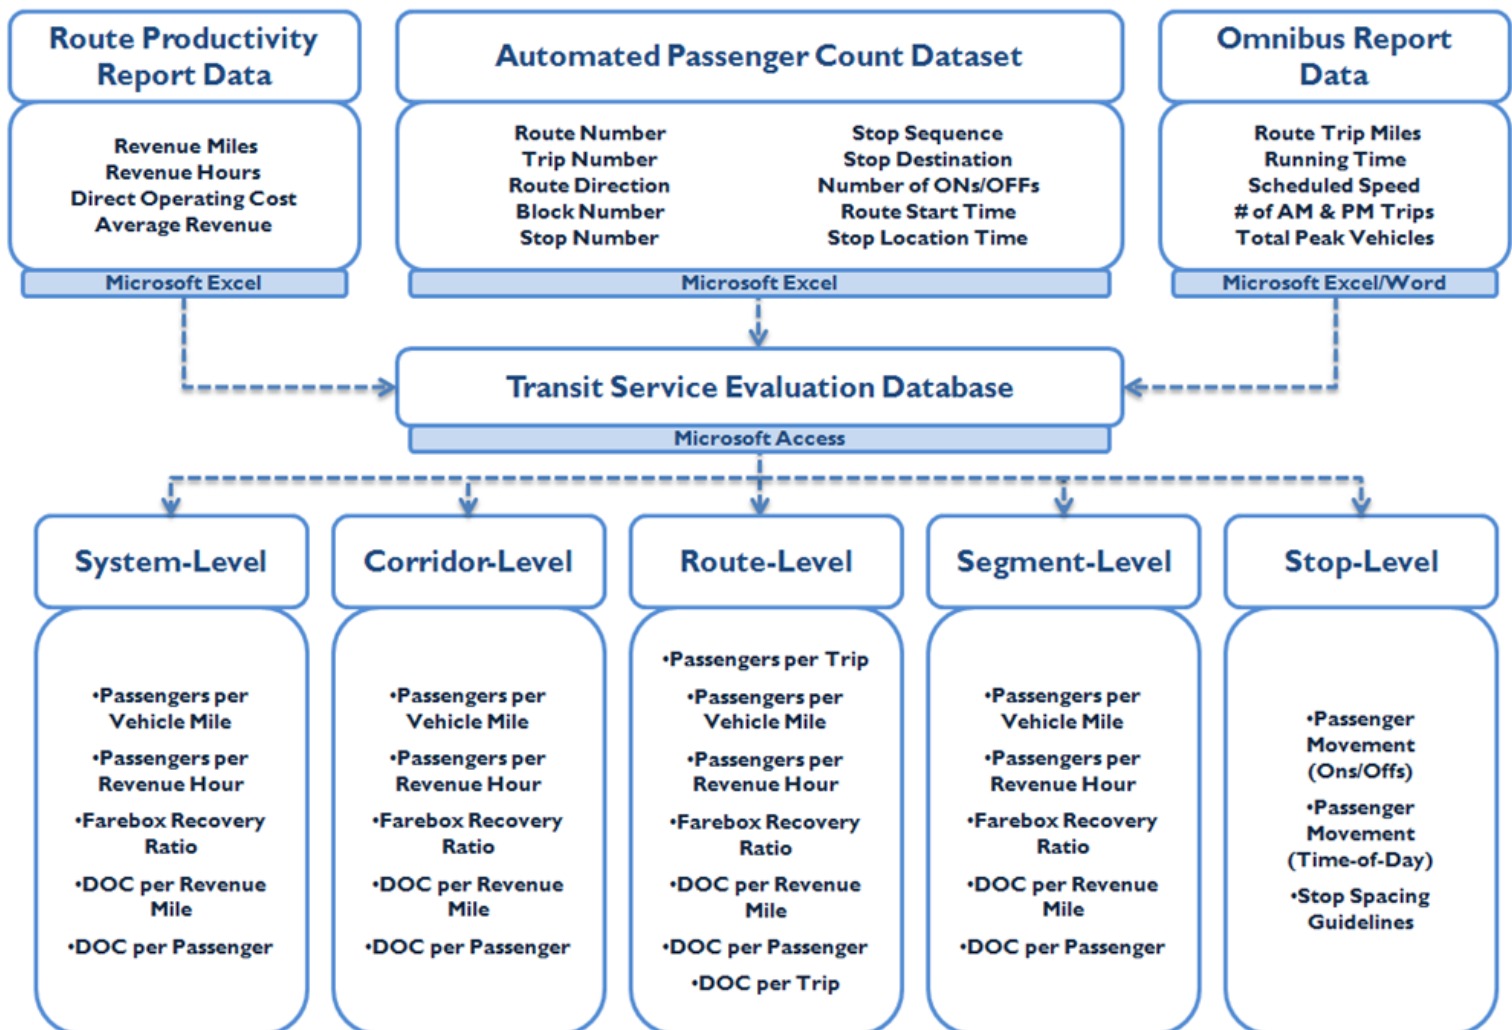 Route Productivity
Report Data
Revenue Miles
Revenue Hours
Direct Operating Cost
Average Revenue
Microsoft Excel
Automated Passenger Count Dataset
Route Number
Trip Number
Route Direction
Block Number
Stop Number
Stop Sequence
Stop Destination
Number of ONs/OFFs
Route Start Time
Stop Location Time
Microsoft Excel
Omnibus Report
Data
Route Trip Miles
Running Time
Scheduled Speed
# of AM & PM Trips
Total Peak Vehicles
Microsoft Excel/Word
Transit Service Evaluation Database
Microsoft Access
System-Level
•Passengers per
Vehicle Mile
•Passengers per
Revenue Hour
•Farebox Recovery
Ratio
•DOC per Revenue
Mile
•DOC per Passenger
Corridor-Level
•Passengers per
Vehicle Mile
•Passengers per
Revenue Hour
•Farebox Recovery
Ratio
•DOC per Revenue
Mile
•DOC per Passenger
Route-Level
•Passengers per Trip
•Passengers per
Vehicle Mile
•Passengers per
Revenue Hour
•Farebox Recovery
Ratio
•DOC per Revenue
Mile
•DOC per Passenger
•DOC per Trip
Segment-Level
•Passengers per
Vehicle Mile
•Passengers per
Revenue Hour
•Farebox Recovery
Ratio
•DOC per Revenue
Mile
•DOC per Passenger
Stop-Level
•Passenger
Movement
(Ons/Offs)
•Passenger
Movement
(Time-of-Day)
•Stop Spacing
Guidelines